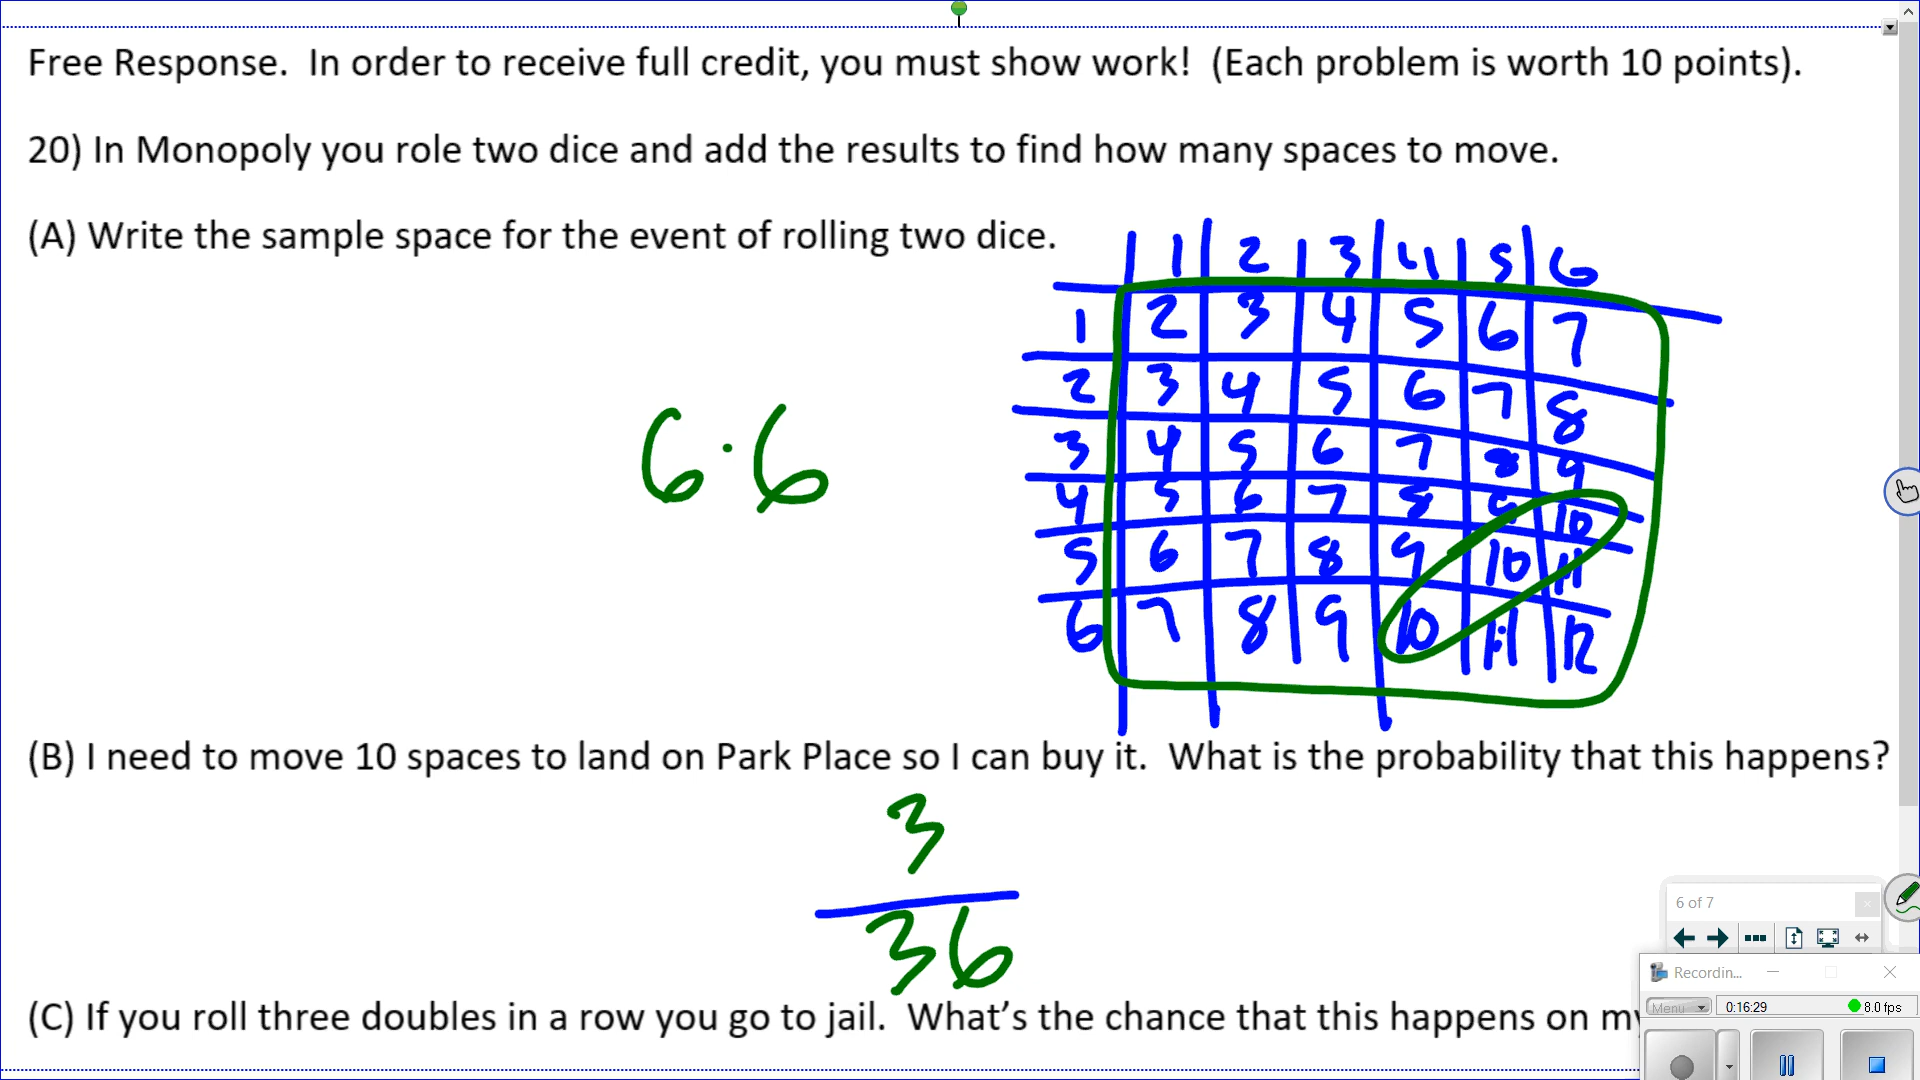 Free Response.  In order to receive full credit, you must show work!  (Each problem is worth 10 points).
20) In Monopoly you role two dice and add the results to find how many spaces to move.
(A) Write the sample space for the event of rolling two dice.
1 2 3 4 5 6
1 2 3 4 5 6 7
2 3 4 5 6 7 8
3 4 5 6 7 8 9
4 5 6 7 8 9 10
5 6 7 8 9 10 11
6 7 8 9 10 11 12
6·6
(B) I need to move 10 spaces to land on Park Place so I can buy it.  What is the probability that this happens?
3
36
(C) If you roll three doubles in a row you go to jail.  What's the chance that this happens on
6 of 7
Recordin...
Menu 0:16:29 8.0 fps